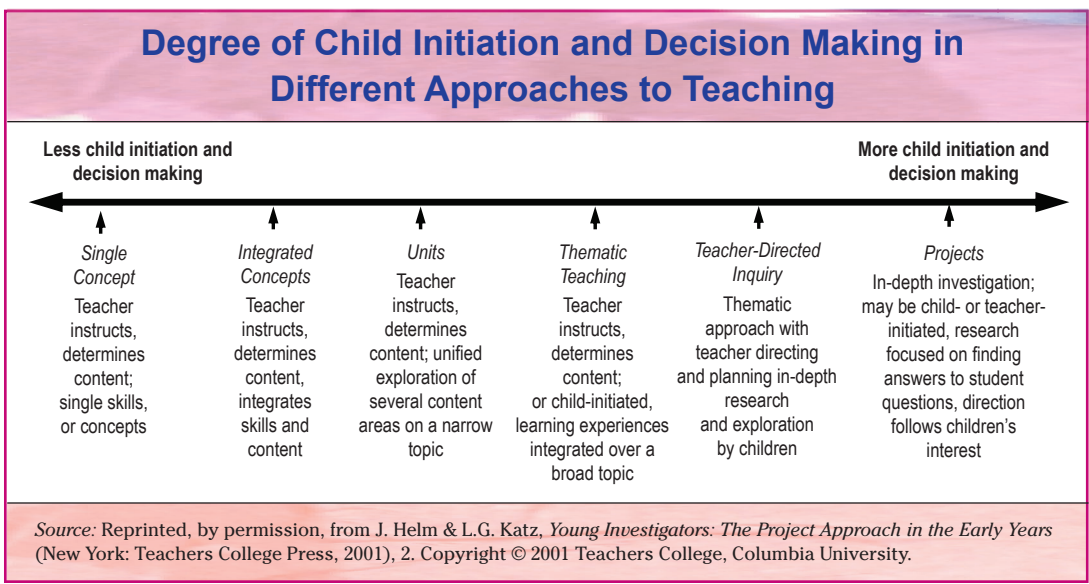 Degree of Child Initiation and Decision Making in
Different Approaches to Teaching
Less child initiation and
decision making
More child initiation and
decision making
Single
Concept
Teacher
instructs,
determines
content;
single skills,
or concepts
Integrated
Concepts
Teacher
instructs,
determines
content,
integrates
skills and
content
Units
Teacher
instructs,
determines
content; unified
exploration of
several content
areas on a narrow
topic
Thematic
Teaching
Teacher
instructs,
determines
content;
or child-initiated,
learning experiences
integrated over a
broad topic
Teacher-Directed
Inquiry
Thematic
approach with
teacher directing
and planning in-depth
research
and exploration
by children
Projects
In-depth investigation;
may be child- or teacher-
initiated, research
focused on finding
answers to student
questions, direction
follows children's
interest
Source: Reprinted, by permission, from J. Helm & L.G. Katz, Young Investigators: The Project Approach in the Early Years
(New York: Teachers College Press, 2001), 2. Copyright © 2001 Teachers College, Columbia University.